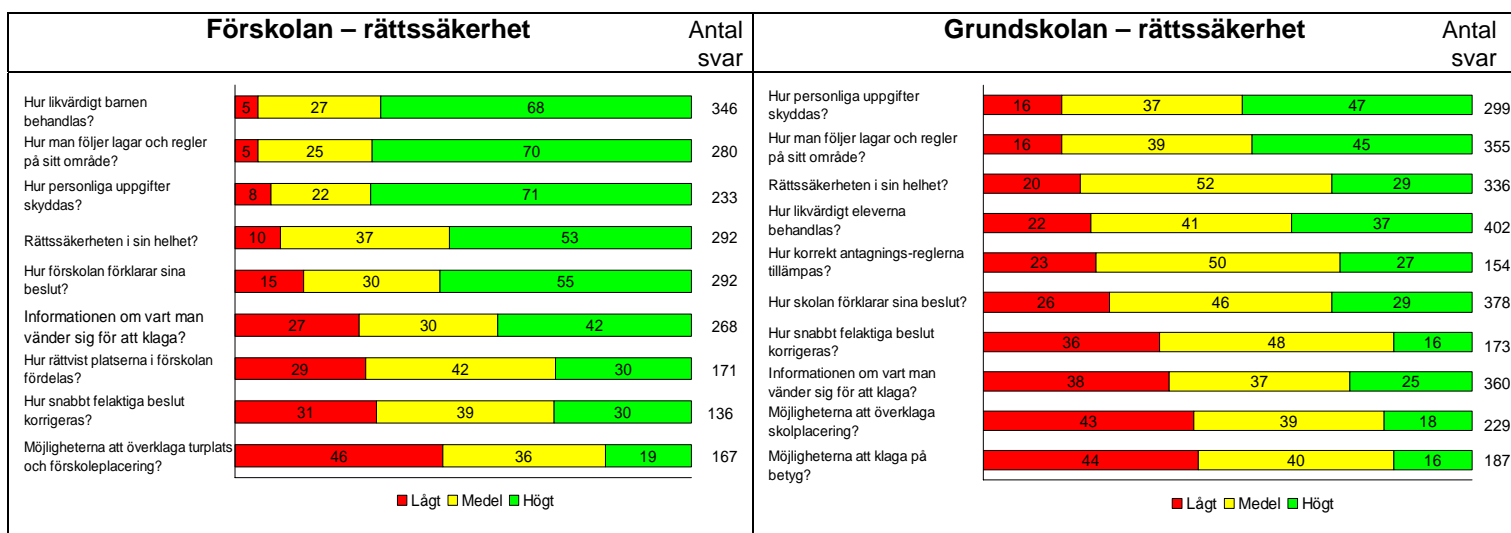 Förskolan – rättssäkerhet
Antal
svar
Hur likvärdigt barnen
behandlas?
5 27 68 346
Hur man följer lagar och regler
på sitt område?
5 25 70 280
Hur personliga uppgifter
skyddas?
8 22 71 233
Rättssäkerheten i sin helhet?
10 37 53 292
Hur förskolan förklarar sina
beslut?
15 30 55 292
Informationen om vart man
vänder sig för att klaga?
27 30 42 268
Hur rättvist platserna i förskolan
fördelas?
29 42 30 171
Hur snabbt felaktiga beslut
korrigeras?
31 39 30 136
Möjligheterna att överklaga turplats
och förskoleplacering?
46 36 19 167
Lågt Medel Högt
Grundskolan – rättssäkerhet
Antal
svar
Hur personliga uppgifter
skyddas?
16 37 47 299
Hur man följer lagar och regler
på sitt område?
16 39 45 355
Rättssäkerheten i sin helhet?
20 52 29 336
Hur likvärdigt eleverna
behandlas?
22 41 37 402
Hur korrekt antagnings-reglerna
tillämpas?
23 50 27 154
Hur skolan förklarar sina beslut?
26 46 29 378
Hur snabbt felaktiga beslut
korrigeras?
36 48 16 173
Informationen om vart man
vänder sig för att klaga?
38 37 25 360
Möjligheterna att överklaga
skolplacering?
43 39 18 229
Möjligheterna att klaga på
betyg?
44 40 16 187
Lågt Medel Högt